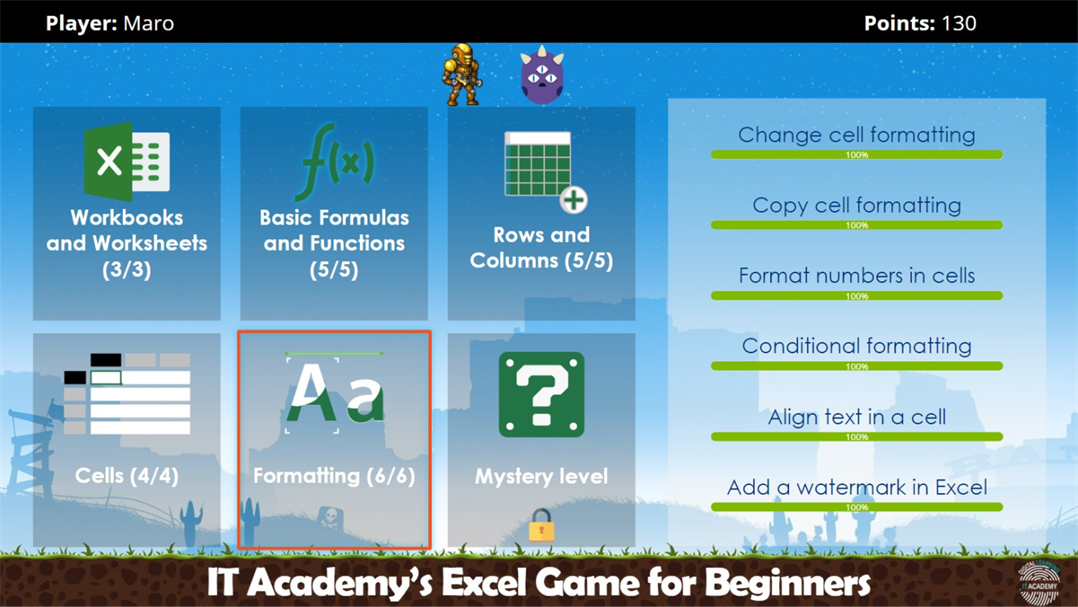 Player: Maro
Points: 130
Workbooks
and Worksheets
(3/3)
Basic Formulas
and Functions
(5/5)
Rows and
Columns (5/5)
Cells (4/4)
Formatting (6/6)
Mystery level
Change cell formatting
100%
Copy cell formatting
100%
Format numbers in cells
100%
Conditional formatting
100%
Align text in a cell
100%
Add a watermark in Excel
100%
IT Academy's Excel Game for Beginners
IT ACADEMY